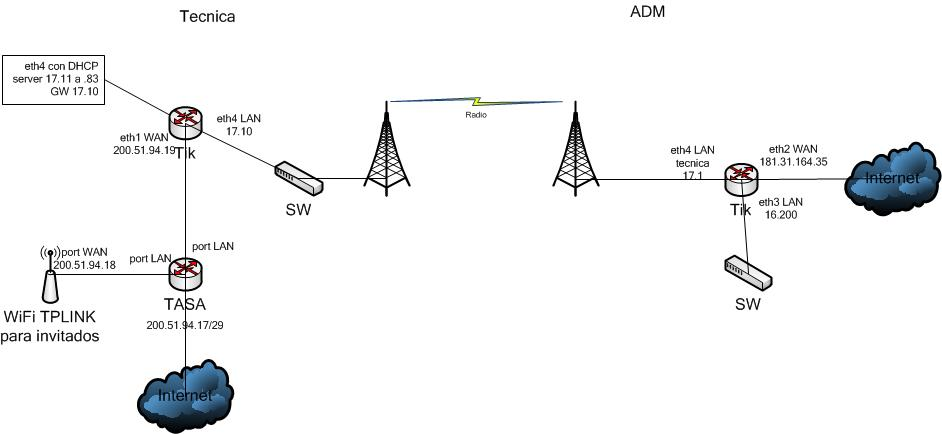 Tecnica
ADM
eth4 con DHCP
server 17.11 a .83
GW 17.10
eth4 LAN
17.10
eth1 WAN
200.51.94.19
Tik
SW
Radio
eth4 LAN
tecnica
17.1
eth2 WAN
181.31.164.35
Internet
Tik
eth3 LAN
16.200
SW
port WAN
200.51.94.18
port LAN
port LAN
WiFi TPLINK
para invitados
TASA
200.51.94.17/29
Internet